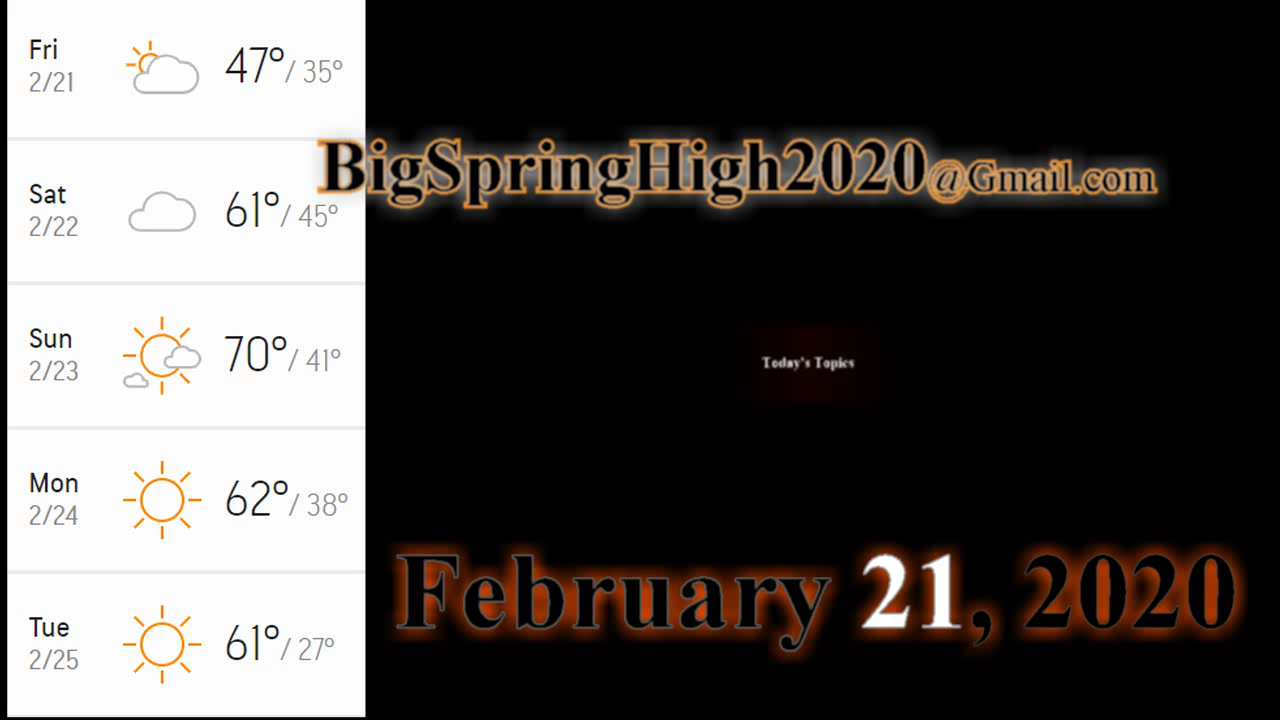 Fri
2/21
47°/ 35°
Sat
2/22
61°/ 45°
Sun
2/23
70°/ 41°
Mon
2/24
62°/ 38°
Tue
2/25
61°/ 27°
BigSpringHigh2020@Gmail.com
Today's Topics
February 21, 2020